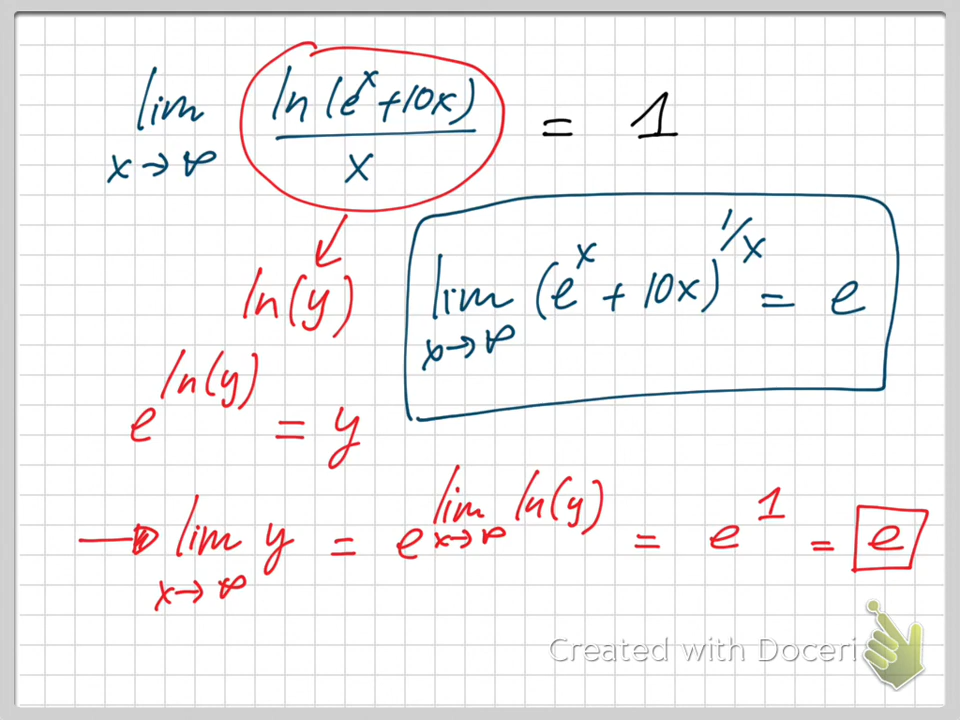 lim x→∞ ln(e^x+10x)/x = 1
lim x→∞ (e^x + 10x)^1/x = e
ln(y)
e^ln(y) = y
→ lim x→∞ y = e^lim x→∞ ln(y) = e^1 = e
Created with Doceri